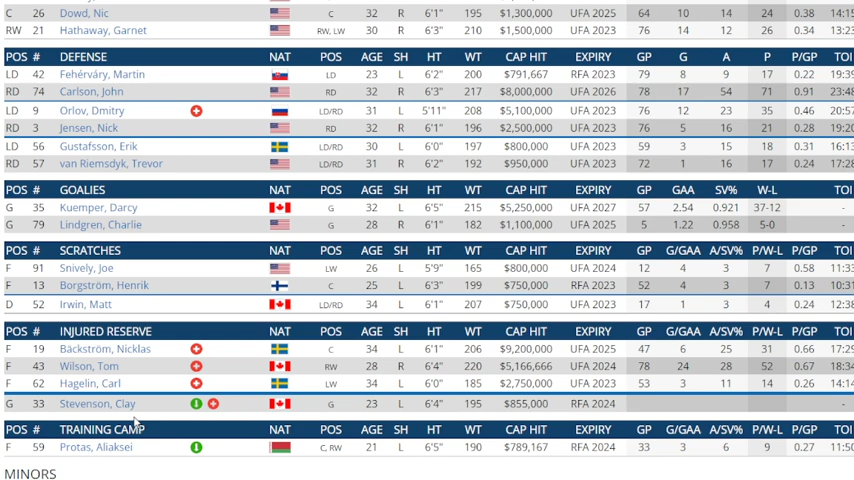 C 26 Dowd, Nic C 32 R 6'1" 195 $1,300,000 UFA 2025 64 10 14 24 0.38 14:15
RW 21 Hathaway, Garnet RW, LW 30 R 6'3" 210 $1,500,000 UFA 2023 76 14 12 26 0.34 13:23
POS # DEFENSE NAT POS AGE SH HT WT CAP HIT EXPIRY GP G A P P/GP TOI
LD 42 Fehérváry, Martin LD 23 L 6'2" 200 $791,667 RFA 2023 79 8 9 17 0.22 19:39
RD 74 Carlson, John RD 32 R 6'3" 217 $8,000,000 UFA 2026 78 17 54 71 0.91 23:48
LD 9 Orlov, Dmitry LD/RD 31 L 5'11" 208 $5,100,000 UFA 2023 76 12 23 35 0.46 20:57
RD 3 Jensen, Nick LD/RD 32 R 6'1" 196 $2,500,000 UFA 2023 76 5 16 21 0.28 19:20
LD 56 Gustafsson, Erik LD/RD 30 L 6'0" 197 $800,000 UFA 2023 59 3 15 18 0.31 16:13
RD 57 van Riemsdyk, Trevor LD/RD 31 R 6'2" 192 $950,000 UFA 2023 72 1 16 17 0.24 17:28
POS # GOALIES NAT POS AGE SH HT WT CAP HIT EXPIRY GP GAA SV% W-L TOI
G 35 Kuemper, Darcy G 32 L 6'5" 215 $5,250,000 UFA 2027 57 2.54 0.921 37-12 -
G 79 Lindgren, Charlie G 28 R 6'1" 182 $1,100,000 UFA 2025 5 1.22 0.958 5-0 -
POS # SCRATCHES NAT POS AGE SH HT WT CAP HIT EXPIRY GP G/GAA A/SV% P/W-L P/GP TOI
F 91 Snively, Joe LW 26 L 5'9" 165 $800,000 UFA 2024 12 4 3 7 0.58 11:33
F 13 Borgström, Henrik C 25 L 6'3" 199 $750,000 RFA 2023 52 4 3 7 0.13 10:31
D 52 Irwin, Matt LD/RD 34 L 6'1" 207 $750,000 UFA 2023 17 1 3 4 0.24 12:38
POS # INJURED RESERVE NAT POS AGE SH HT WT CAP HIT EXPIRY GP G/GAA A/SV% P/W-L P/GP TOI
F 19 Bäckström, Nicklas C 34 L 6'1" 206 $9,200,000 UFA 2025 47 6 25 31 0.66 17:29
F 43 Wilson, Tom RW 28 R 6'4" 220 $5,166,666 UFA 2024 78 24 28 52 0.67 18:34
F 62 Hagelin, Carl LW 34 L 6'0" 185 $2,750,000 UFA 2023 53 3 11 14 0.26 14:14
G 33 Stevenson, Clay G 23 L 6'4" 195 $855,000 RFA 2024 -
POS # TRAINING CAMP NAT POS AGE SH HT WT CAP HIT EXPIRY GP G/GAA A/SV% P/W-L P/GP TOI
F 59 Protas, Aliaksei C, RW 21 L 6'5" 190 $789,167 RFA 2024 33 3 6 9 0.27 11:50
MINORS